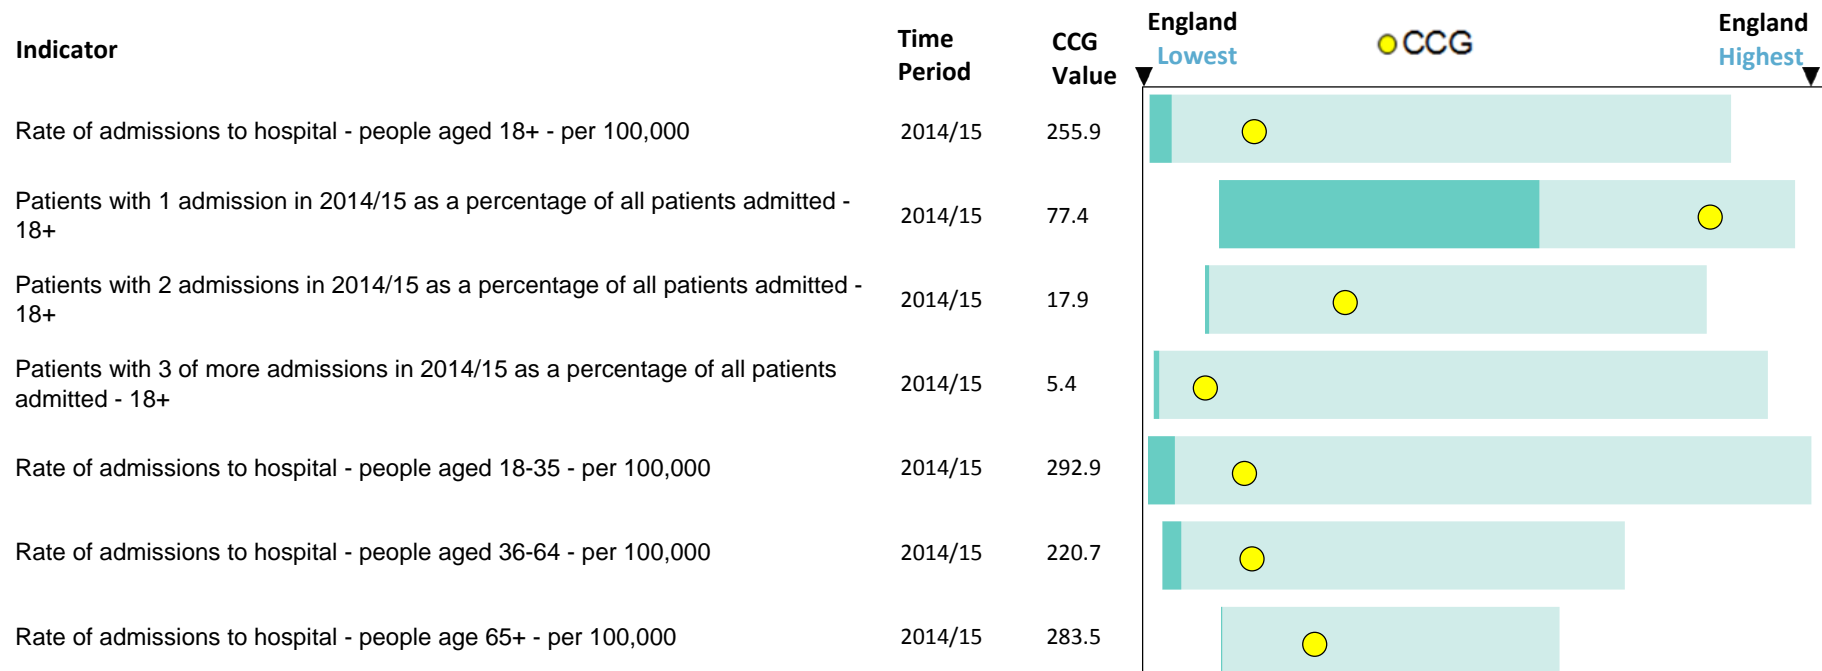 Indicator
Time Period
CCG Value
England Lowest
CCG
England Highest
Rate of admissions to hospital - people aged 18+ - per 100,000 2014/15 255.9
Patients with 1 admission in 2014/15 as a percentage of all patients admitted -
18+
2014/15 77.4
Patients with 2 admissions in 2014/15 as a percentage of all patients admitted -
18+
2014/15 17.9
Patients with 3 of more admissions in 2014/15 as a percentage of all patients
admitted - 18+
2014/15 5.4
Rate of admissions to hospital - people aged 18-35 - per 100,000 2014/15 292.9
Rate of admissions to hospital - people aged 36-64 - per 100,000 2014/15 220.7
Rate of admissions to hospital - people age 65+ - per 100,000 2014/15 283.5